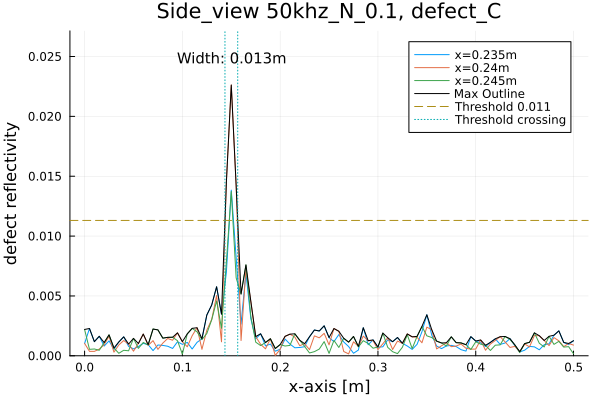 Side_view 50khz_N_0.1, defect_C
Width: 0.013m
x=0.235m
x=0.24m
x=0.245m
Max Outline
Threshold 0.011
Threshold crossing
defect reflectivity
0.025
0.020
0.015
0.010
0.005
0.000
0.0 0.1 0.2 0.3 0.4 0.5
x-axis [m]